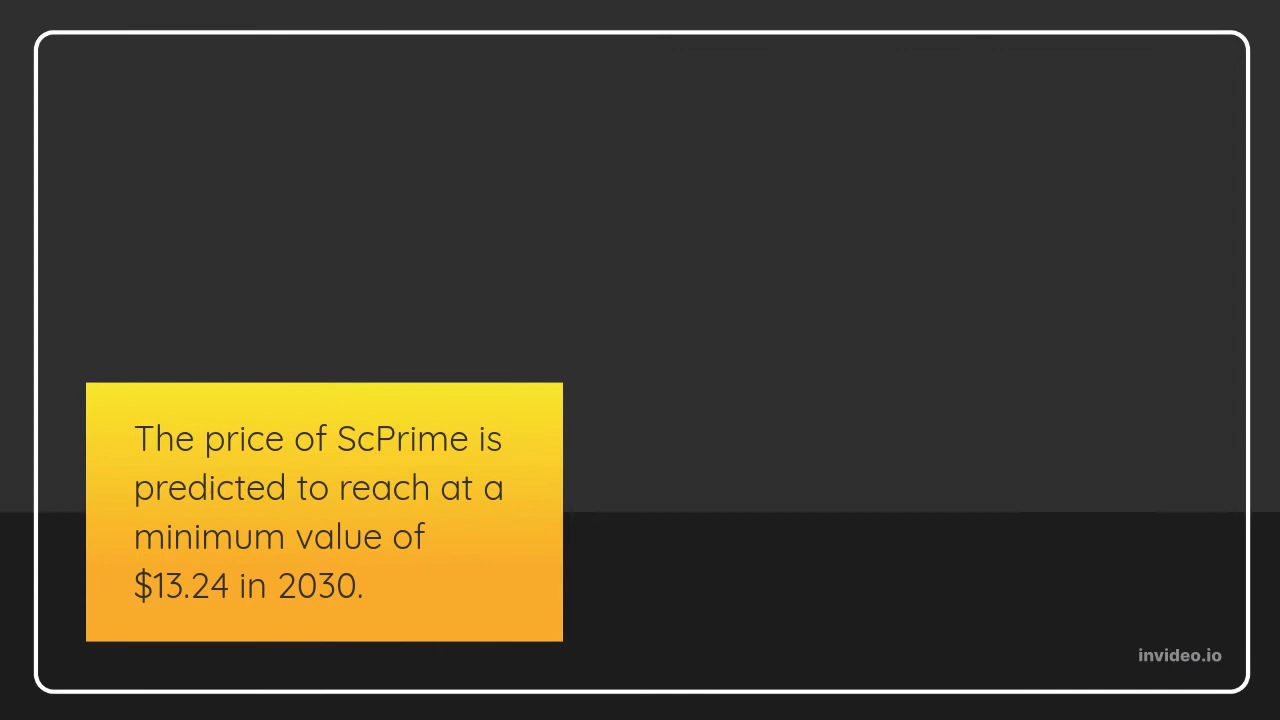 The price of ScPrime is
predicted to reach at a
minimum value of
$13.24 in 2030.
invideo.io